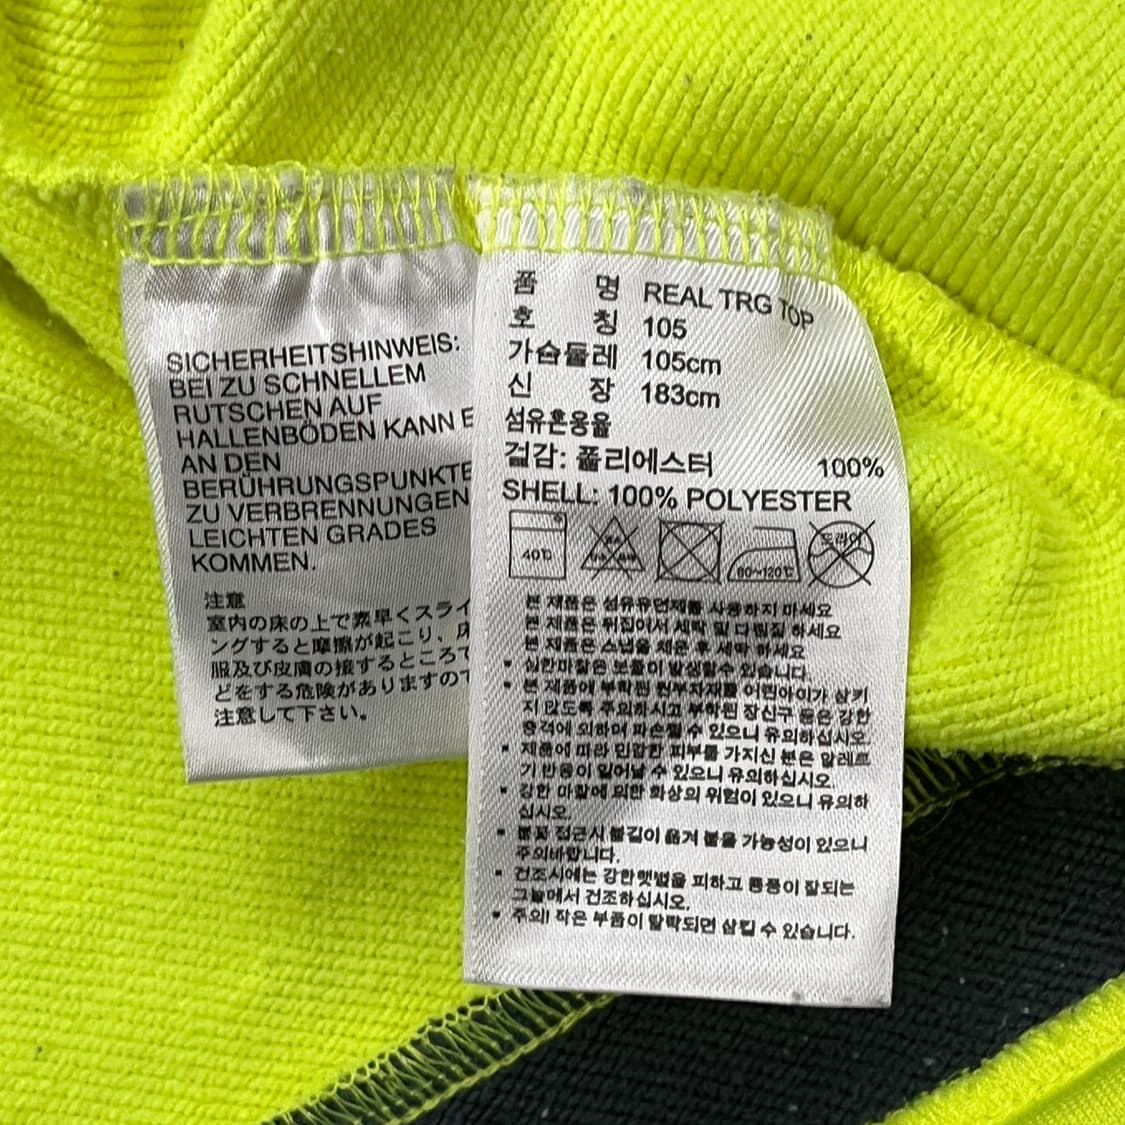 SICHERHEITSHINWEIS:
BEI ZU SCHNELLEM
RUTSCHEN AUF
HALLENBÖDEN KANN E
AN DEN
BERÜHRUNGSPUNKTE
ZU VERBRENNUNGEN
LEICHTEN GRADES
KOMMEN.
注意
室内の床の上で素早くスライ
ングすると摩擦が起こり、床
服及び皮膚の接するところで
どをする危険がありますので
注意して下さい。
품 명 REAL TRG TOP
호 칭 105
가슴둘레 105cm
신 장 183cm
섬유혼용율
겉감: 폴리에스터 100%
SHELL: 100% POLYESTER
40℃
80~120℃
드라이
본 제품은 섬유유연제를 사용하지 마세요
본 제품은 뒤집어서 세탁 및 다림질 하세요
본 제품은 스냅을 채운 후 세탁 하세요
▪ 심한마찰은 보풀이 발생할수 있습니다
▪ 본 제품에 부착된 원부자재를 어린아이가 삼키
지 않도록 주의하시고 부착된 장신구 등은 강한
충격에 의하여 파손될 수 있으니 유의하십시오.
▪ 제품에 따라 민감한 피부를 가지신 분은 알레르
기 반응이 일어날 수 있으니 유의하십시오.
▪ 강한 마찰에 의한 화상의 위험이 있으니 유의하
십시오.
▪ 불꽃 접근시 불길이 옮겨 붙을 가능성이 있으니
주의바랍니다.
▪ 건조시에는 강한햇볕을 피하고 통풍이 잘되는
그늘에서 건조하십시오.
▪ 주의! 작은 부품이 탈락되면 삼킬 수 있습니다.